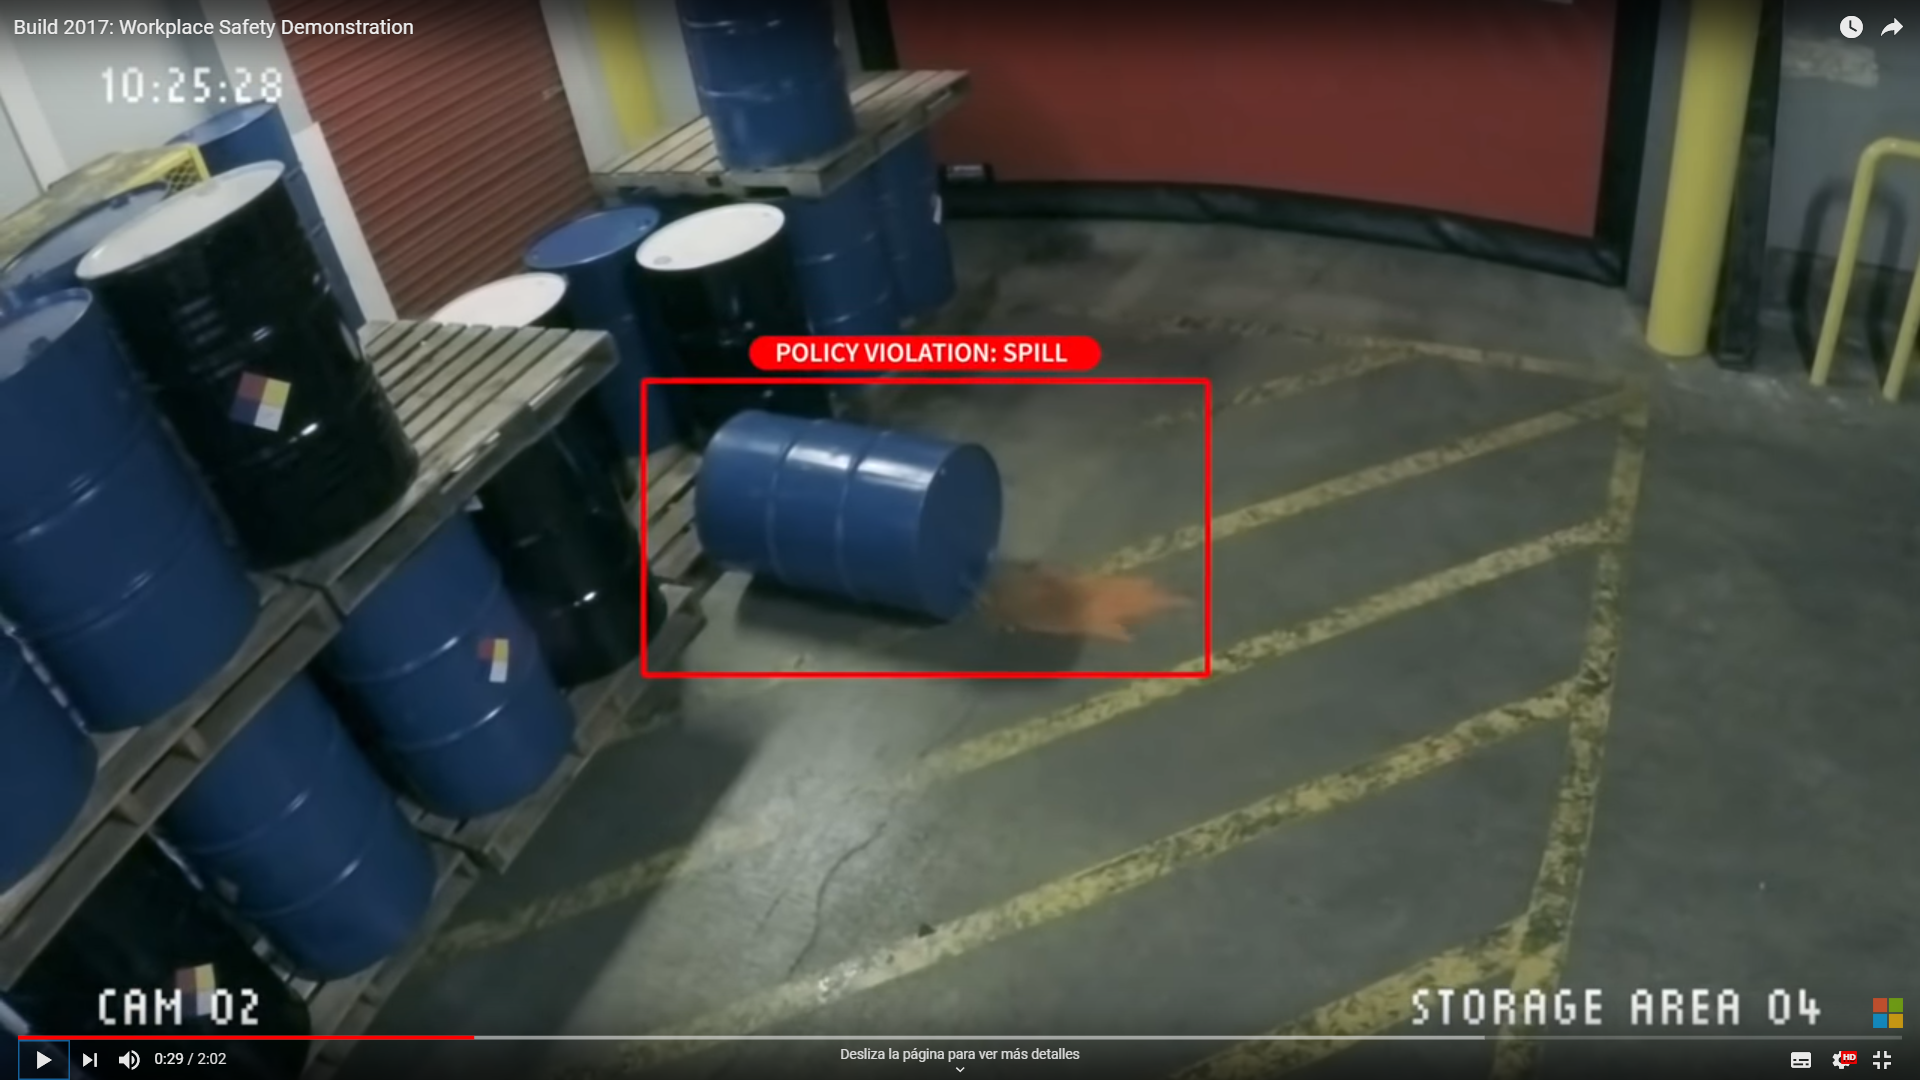 Build 2017: Workplace Safety Demonstration
10:25:28
POLICY VIOLATION: SPILL
CAM 02
STORAGE AREA 04
0:29 / 2:02
Desliza la página para ver más detalles
HD